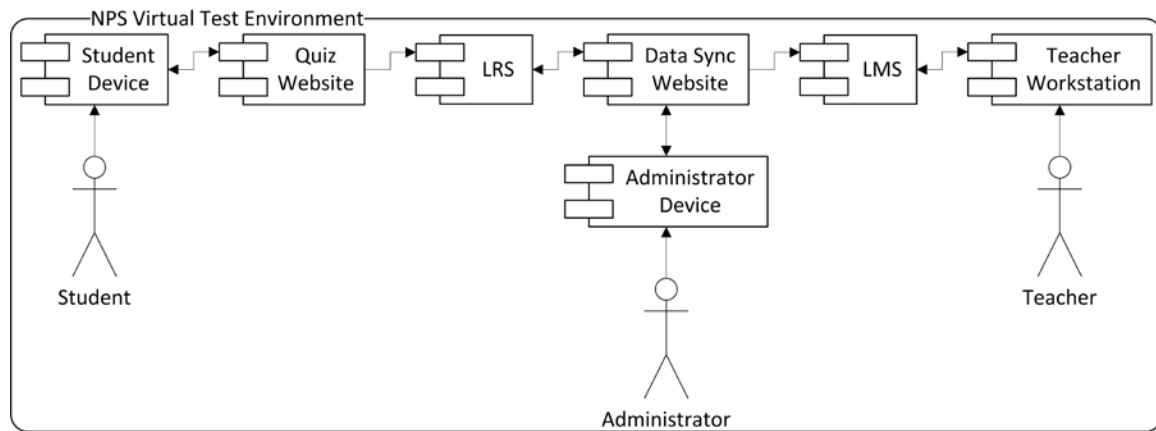 NPS Virtual Test Environment
Student
Device
Quiz
Website
LRS
Data Sync
Website
LMS
Teacher
Workstation
Administrator
Device
Student
Teacher
Administrator